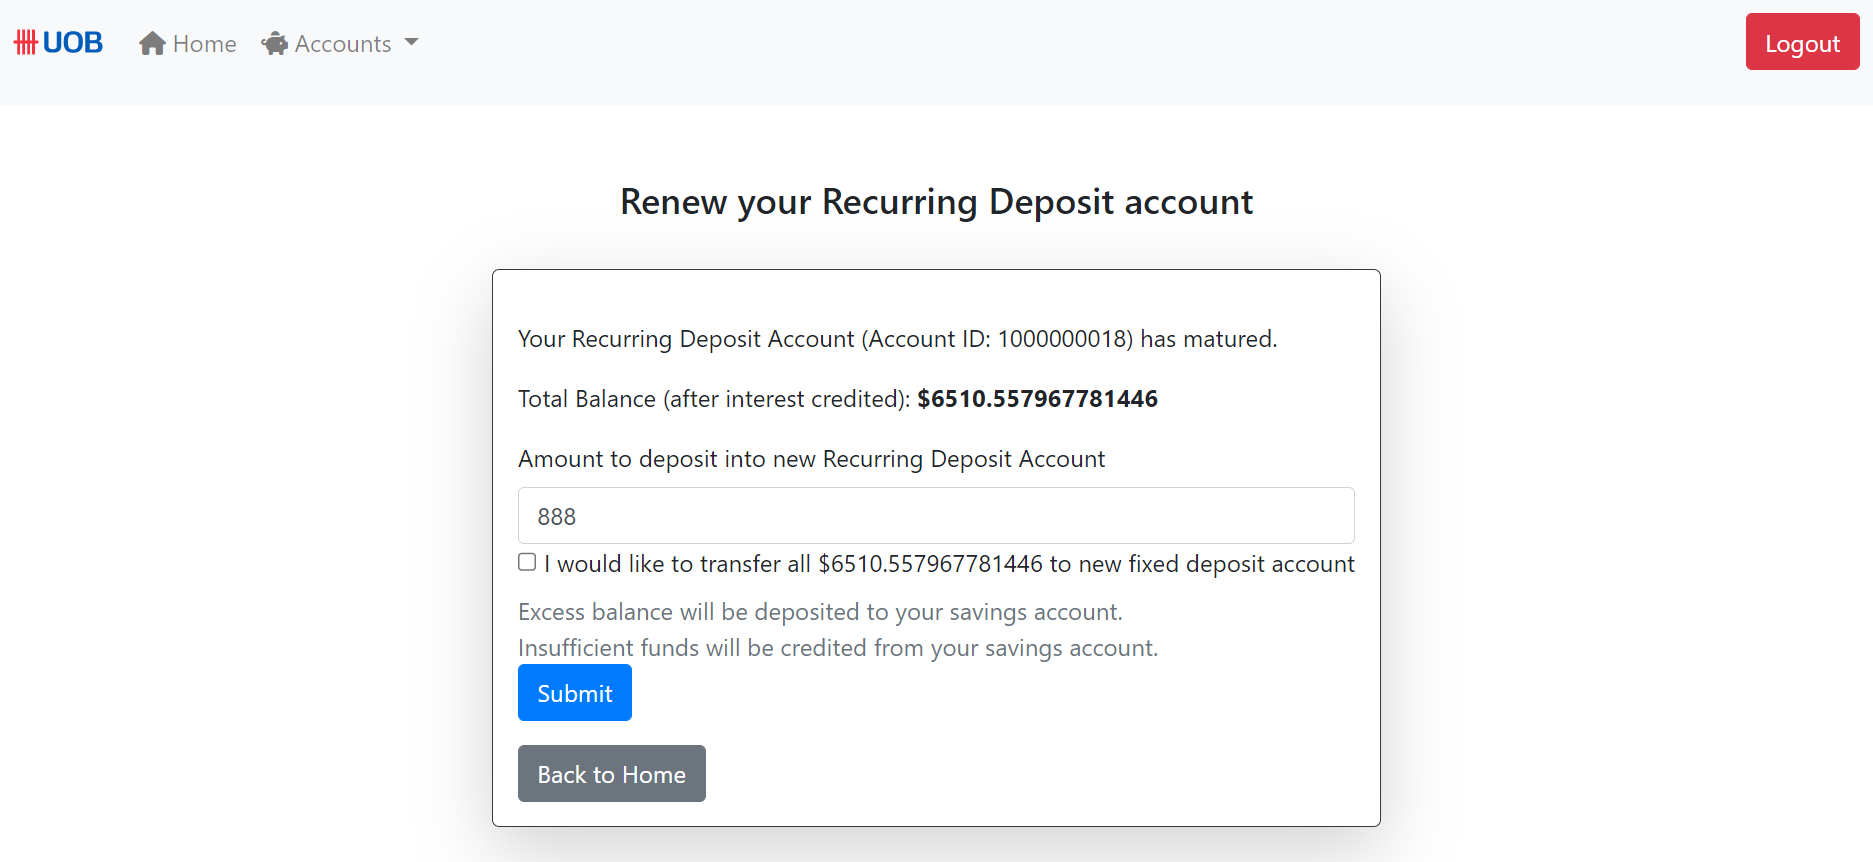 UOB Home Accounts Logout
Renew your Recurring Deposit account
Your Recurring Deposit Account (Account ID: 1000000018) has matured.
Total Balance (after interest credited): $6510.557967781446
Amount to deposit into new Recurring Deposit Account
888
I would like to transfer all $6510.557967781446 to new fixed deposit account
Excess balance will be deposited to your savings account.
Insufficient funds will be credited from your savings account.
Submit
Back to Home